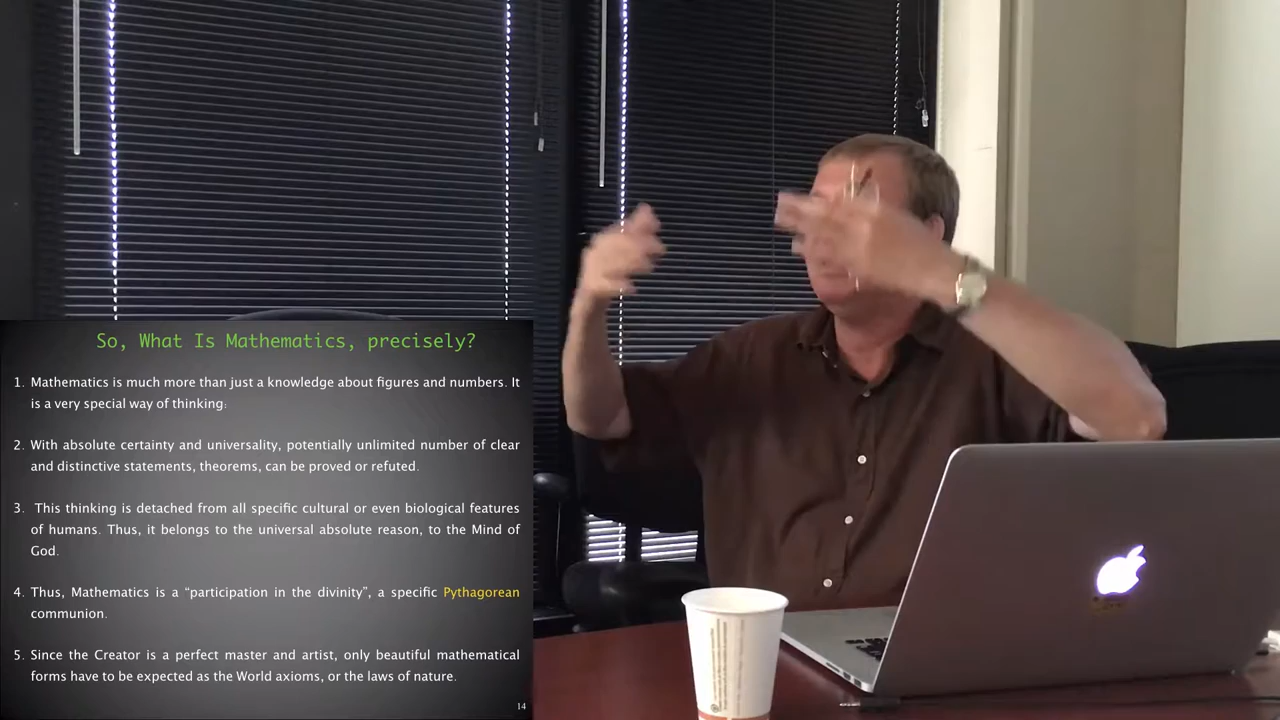 So, What Is Mathematics, precisely?
1. Mathematics is much more than just a knowledge about figures and numbers. It
is a very special way of thinking:
2. With absolute certainty and universality, potentially unlimited number of clear
and distinctive statements, theorems, can be proved or refuted.
3. This thinking is detached from all specific cultural or even biological features
of humans. Thus, it belongs to the universal absolute reason, to the Mind of
God.
4. Thus, Mathematics is a “participation in the divinity”, a specific Pythagorean
communion.
5. Since the Creator is a perfect master and artist, only beautiful mathematical
forms have to be expected as the World axioms, or the laws of nature.
14